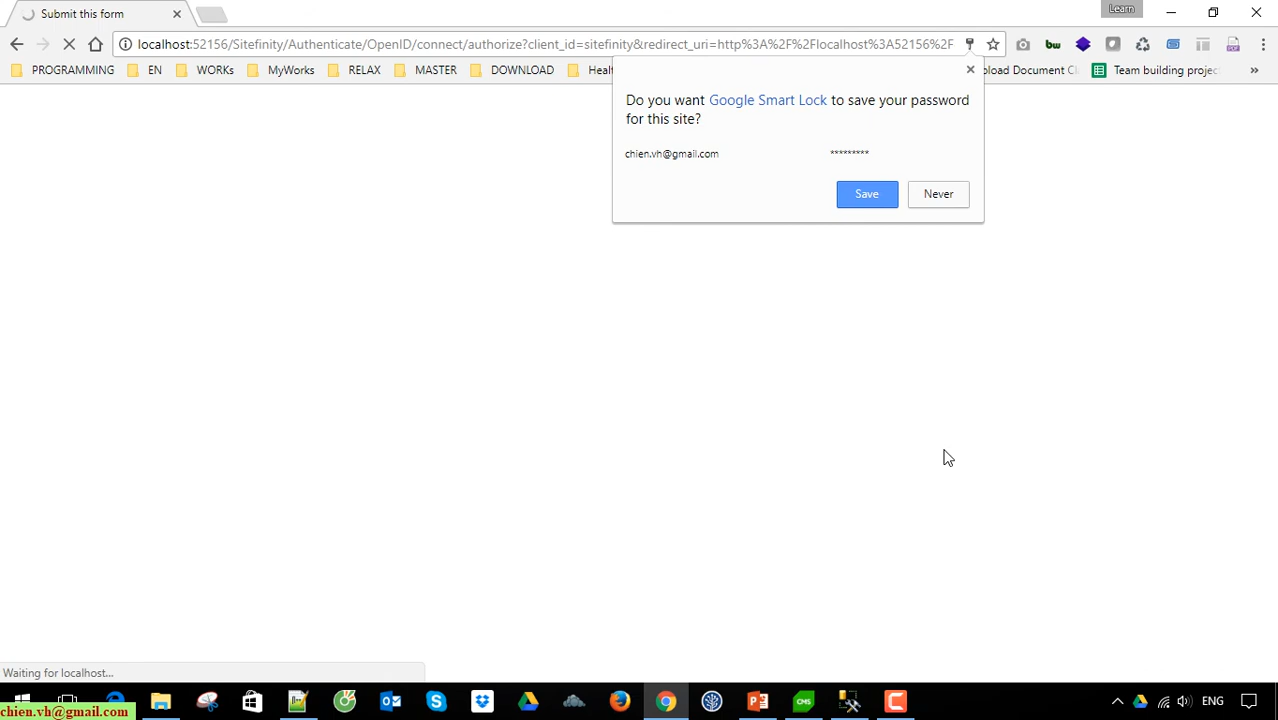 Submit this form
Learn
localhost:52156/Sitefinity/Authenticate/OpenID/connect/authorize?client_id=sitefinity&redirect_uri=http%3A%2F%2Flocalhost%3A52156%2F
bw
PROGRAMMING
EN
WORKs
MyWorks
RELAX
MASTER
DOWNLOAD
pload Document
Team building projec
»
Do you want Google Smart Lock to save your password
for this site?
chien.vh@gmail.com *********
Save
Never
Waiting for localhost...
chien.vh@gmail.com
CMS
ENG